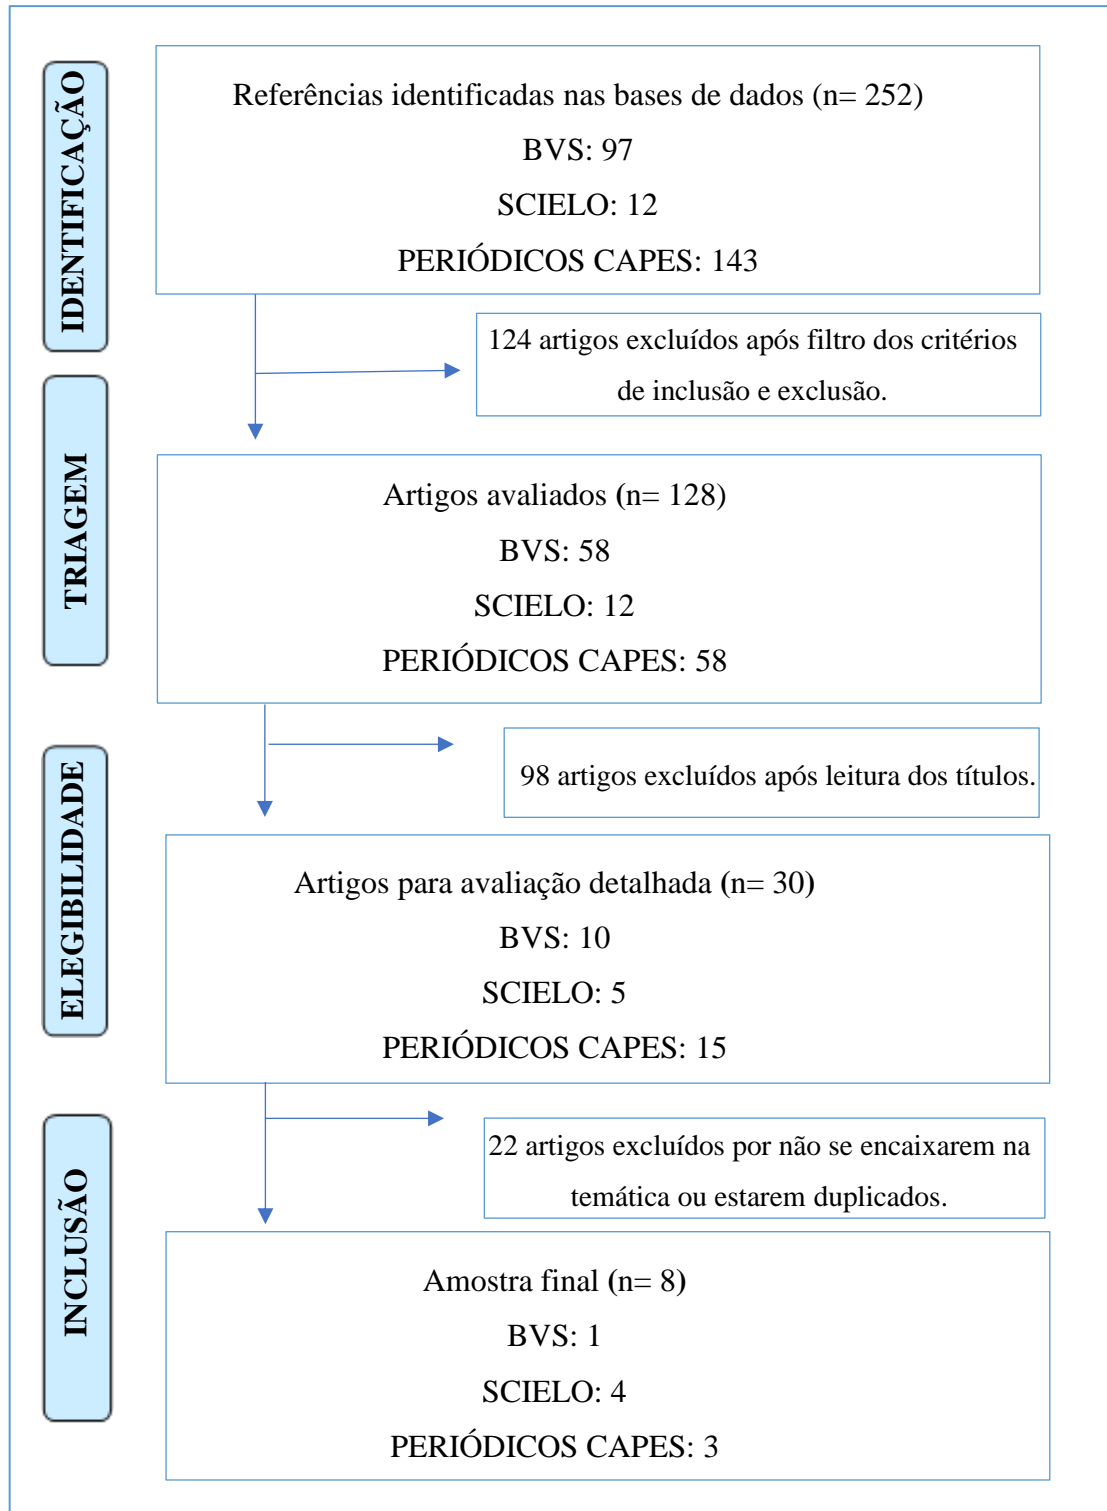 IDENTIFICAÇÃO
Referências identificadas nas bases de dados (n= 252)
BVS: 97
SCIELO: 12
PERIÓDICOS CAPES: 143
124 artigos excluídos após filtro dos critérios
de inclusão e exclusão.
TRIAGEM
Artigos avaliados (n= 128)
BVS: 58
SCIELO: 12
PERIÓDICOS CAPES: 58
98 artigos excluídos após leitura dos títulos.
ELEGIBILIDADE
Artigos para avaliação detalhada (n= 30)
BVS: 10
SCIELO: 5
PERIÓDICOS CAPES: 15
22 artigos excluídos por não se encaixarem na
temática ou estarem duplicados.
INCLUSÃO
Amostra final (n= 8)
BVS: 1
SCIELO: 4
PERIÓDICOS CAPES: 3